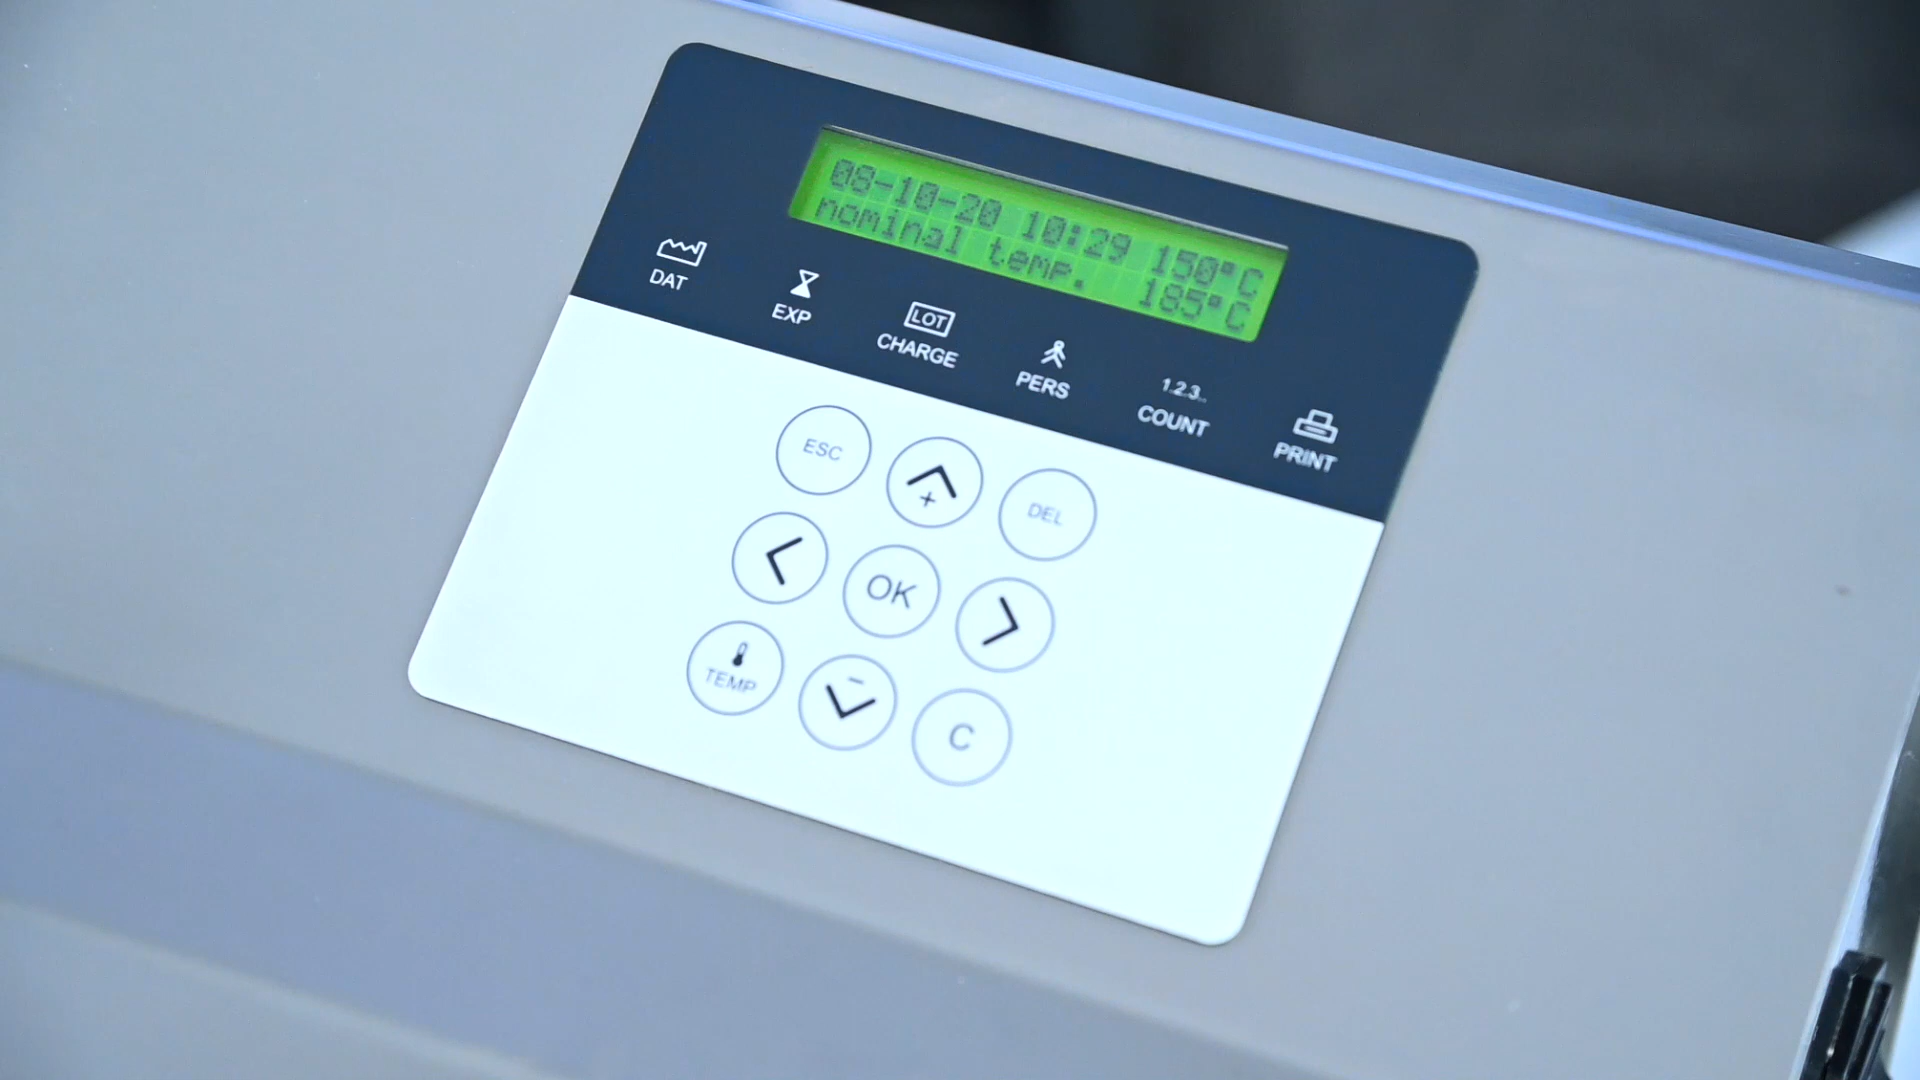 08-10-20 10:29 150°C
nominal temp. 185°C
DAT
EXP
LOT
CHARGE
PERS
1.2.3..
COUNT
PRINT
ESC
+
DEL
OK
TEMP
-
C